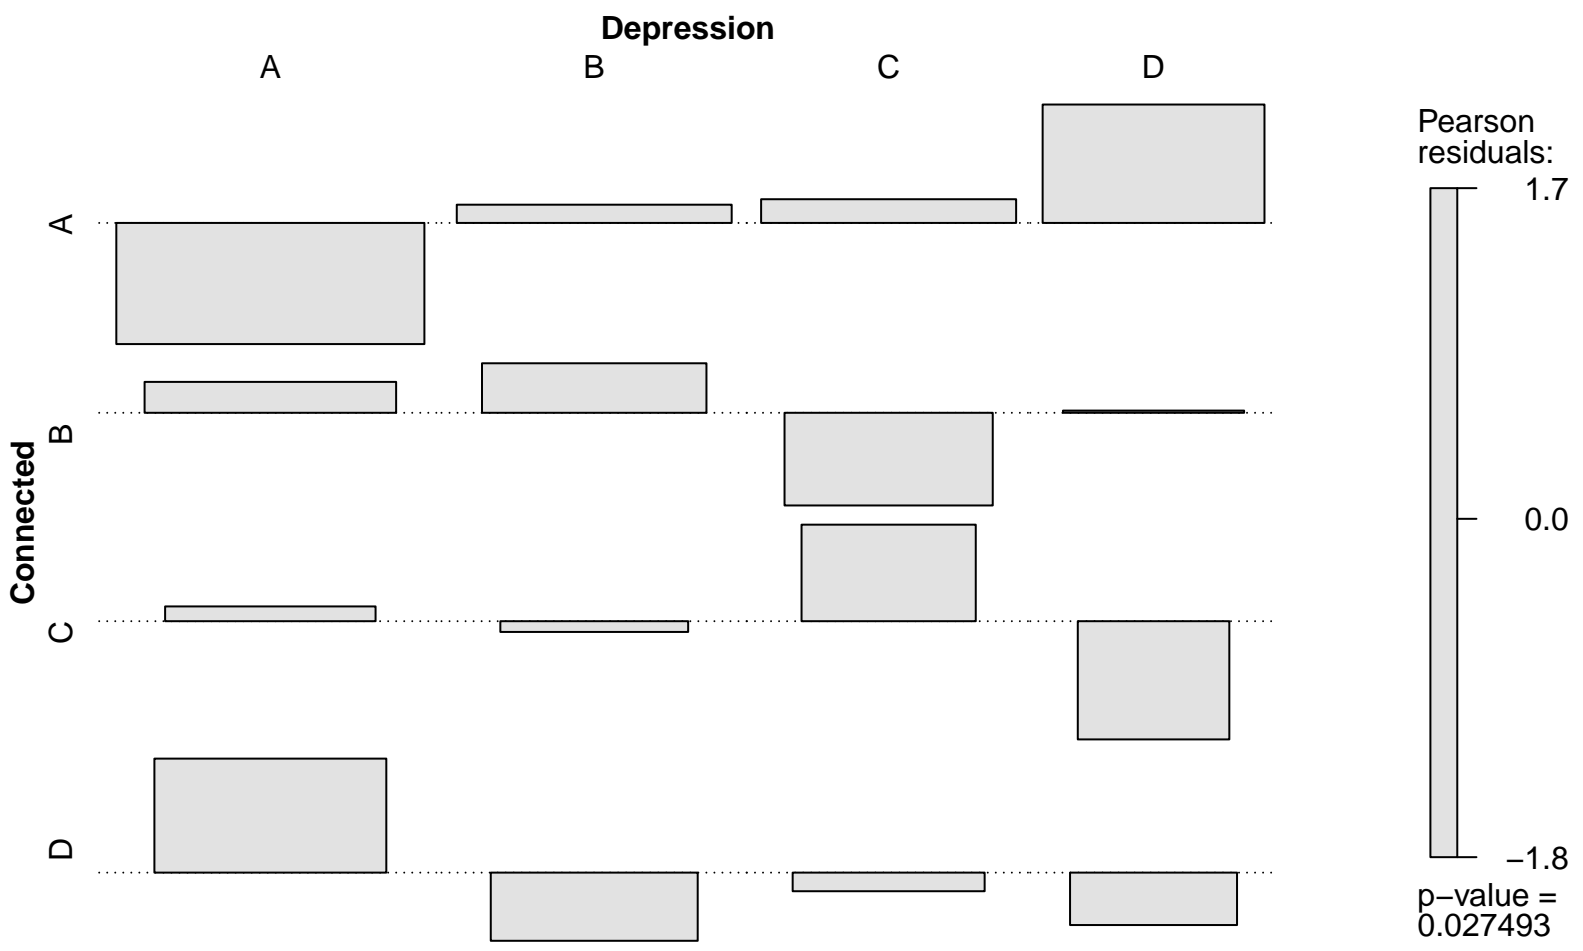 Depression
A B C D
Connected
A
B
C
D
Pearson
residuals:
1.7
0.0
−1.8
p−value =
0.027493